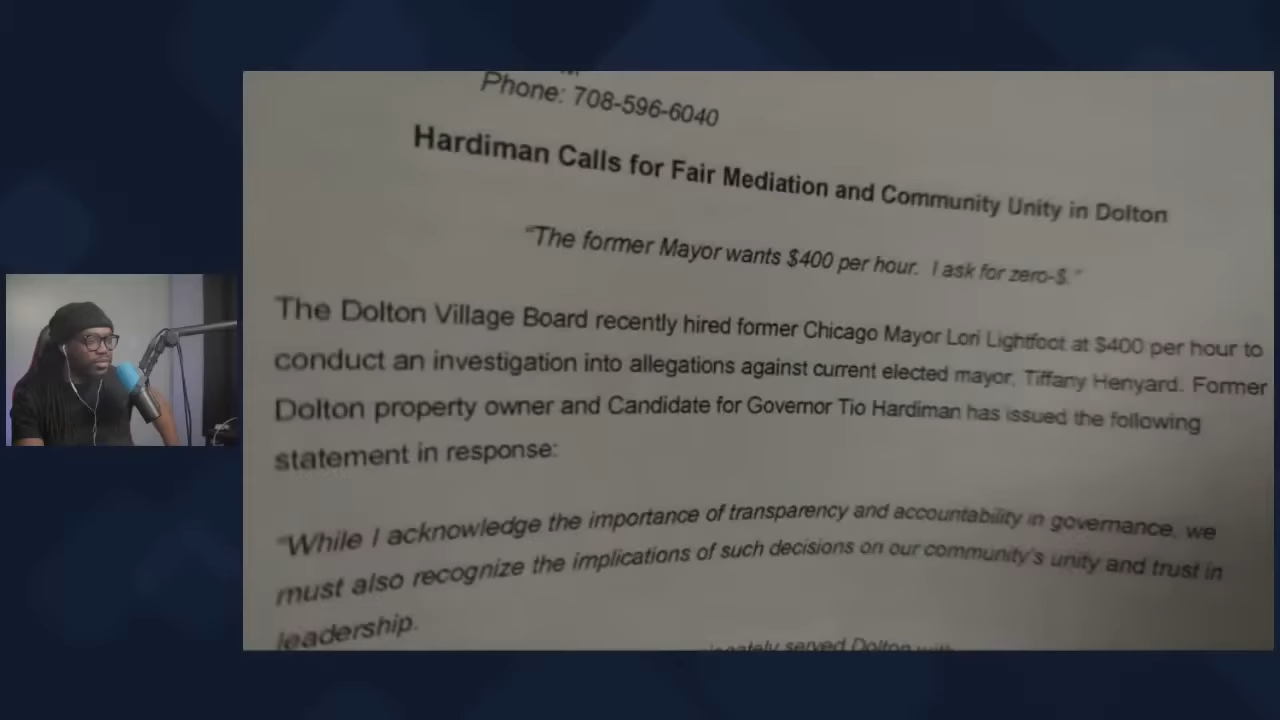 Phone: 708-596-6040
Hardiman Calls for Fair Mediation and Community Unity in Dolton
"The former Mayor wants $400 per hour. I ask for zero-$."
The Dolton Village Board recently hired former Chicago Mayor Lori Lightfoot at $400 per hour to
conduct an investigation into allegations against current elected mayor, Tiffany Henyard. Former
Dolton property owner and Candidate for Governor Tio Hardiman has issued the following
statement in response:
"While I acknowledge the importance of transparency and accountability in governance, we
must also recognize the implications of such decisions on our community's unity and trust in
leadership.
served Dolton